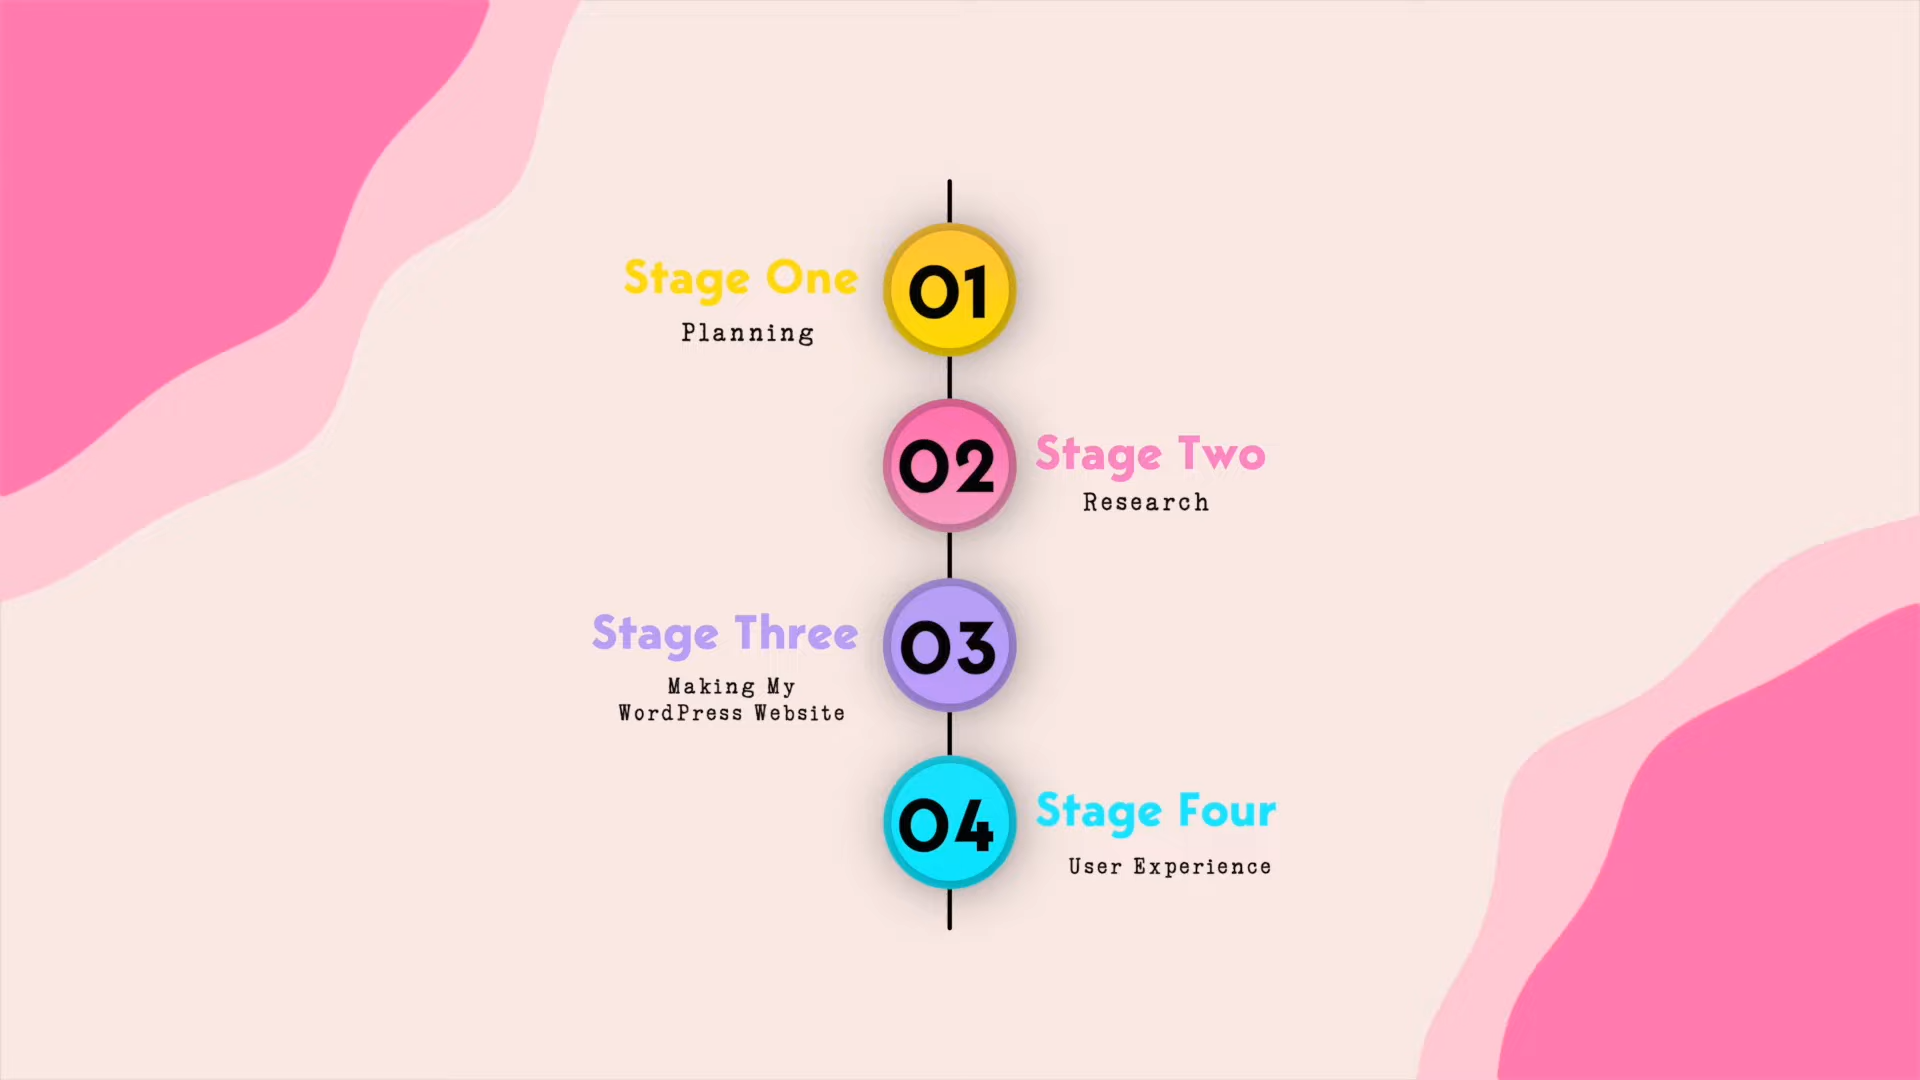 Stage One
Planning
01
02
Stage Two
Research
Stage Three
Making My
WordPress Website
03
04
Stage Four
User Experience